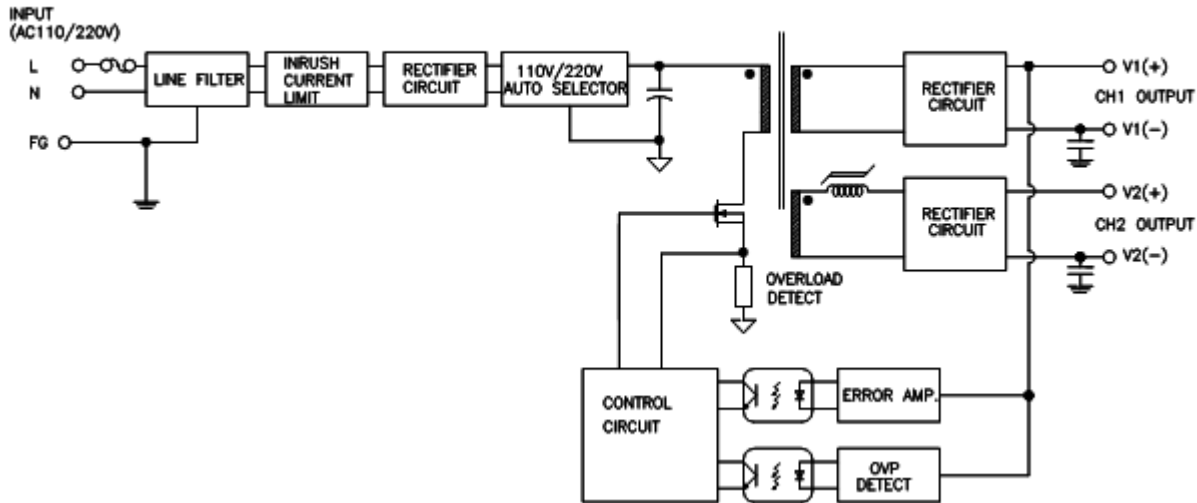 INPUT
(AC110/220V)
L
N
FG
LINE FILTER
INRUSH
CURRENT
LIMIT
RECTIFIER
CIRCUIT
110V/220V
AUTO SELECTOR
RECTIFIER
CIRCUIT
V1(+)
CH1 OUTPUT
V1(-)
RECTIFIER
CIRCUIT
V2(+)
CH2 OUTPUT
V2(-)
OVERLOAD
DETECT
CONTROL
CIRCUIT
ERROR AMP.
OVP
DETECT